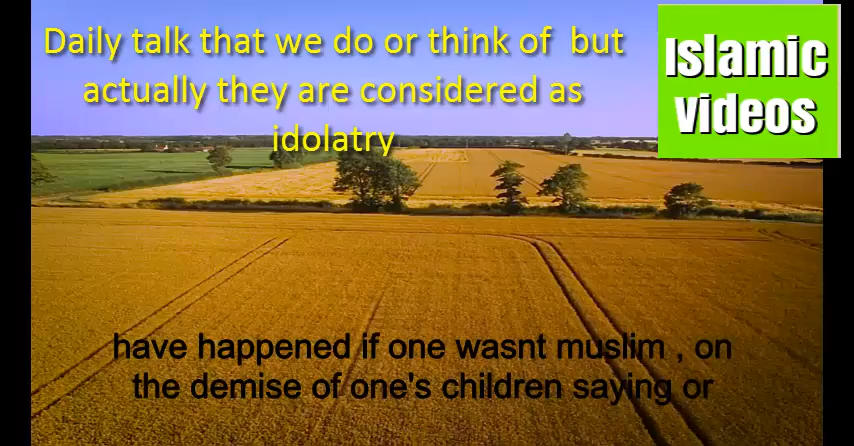 Daily talk that we do or think of but
actually they are considered as
idolatry
Islamic
Videos
have happened if one wasnt muslim , on
the demise of one's children saying or